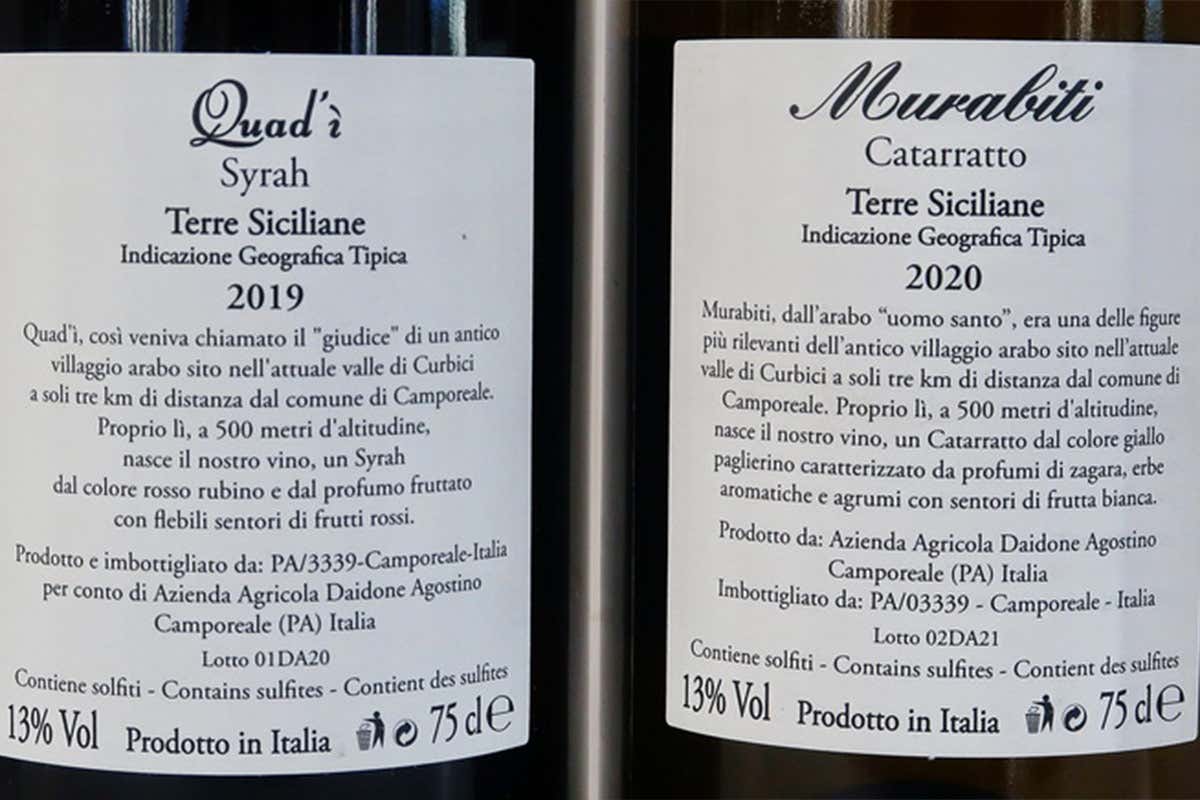 Quad'ì
Syrah
Terre Siciliane
Indicazione Geografica Tipica
2019
Quad'ì, così veniva chiamato il "giudice" di un antico
villaggio arabo sito nell'attuale valle di Curbici
a soli tre km di distanza dal comune di Camporeale.
Proprio lì, a 500 metri d'altitudine,
nasce il nostro vino, un Syrah
dal colore rosso rubino e dal profumo fruttato
con flebili sentori di frutti rossi.
Prodotto e imbottigliato da: PA/3339-Camporeale-Italia
per conto di Azienda Agricola Daidone Agostino
Camporeale (PA) Italia
Lotto 01DA20
Contiene solfiti - Contains sulfites - Contient des sulfites
13% Vol Prodotto in Italia 75 cl e
Murabiti
Catarratto
Terre Siciliane
Indicazione Geografica Tipica
2020
Murabiti, dall'arabo “uomo santo”, era una delle figure
più rilevanti dell'antico villaggio arabo sito nell'attuale
valle di Curbici a soli tre km di distanza dal comune di
Camporeale. Proprio lì, a 500 metri d'altitudine,
nasce il nostro vino, un Catarratto dal colore giallo
paglierino caratterizzato da profumi di zagara, erbe
aromatiche e agrumi con sentori di frutta bianca.
Prodotto da: Azienda Agricola Daidone Agostino
Camporeale (PA) Italia
Imbottigliato da: PA/03339 - Camporeale - Italia
Lotto 02DA21
Contiene solfiti - Contains sulfites - Contient des sulfites
13% Vol Prodotto in Italia 75 cl e